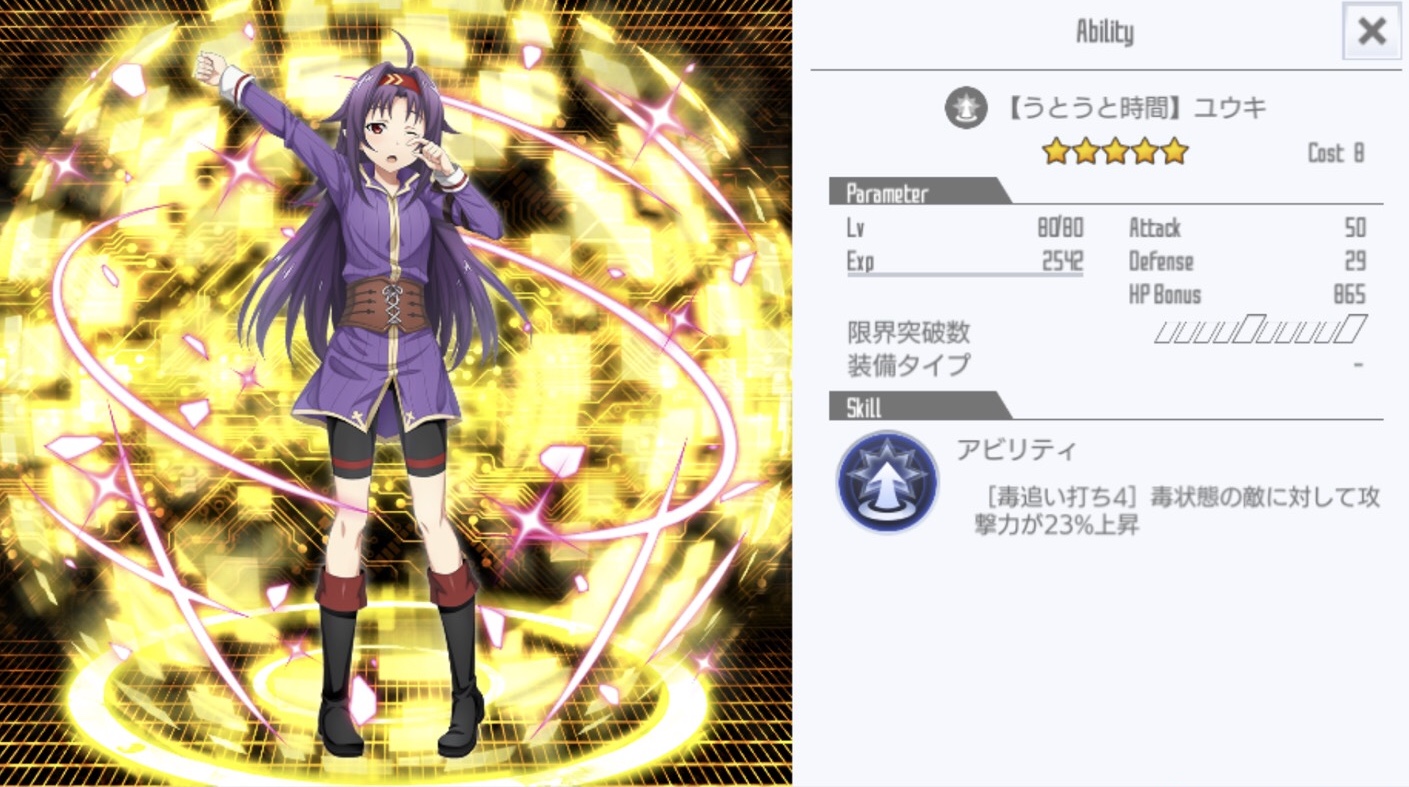 Ability
【うとうと時間】ユウキ
Cost 8
Parameter
Lv 80/80 Attack 50
Exp 2542 Defense 29
HP Bonus 865
限界突破数
装備タイプ -
Skill
アビリティ
［毒追い打ち4］毒状態の敵に対して攻
撃力が23%上昇